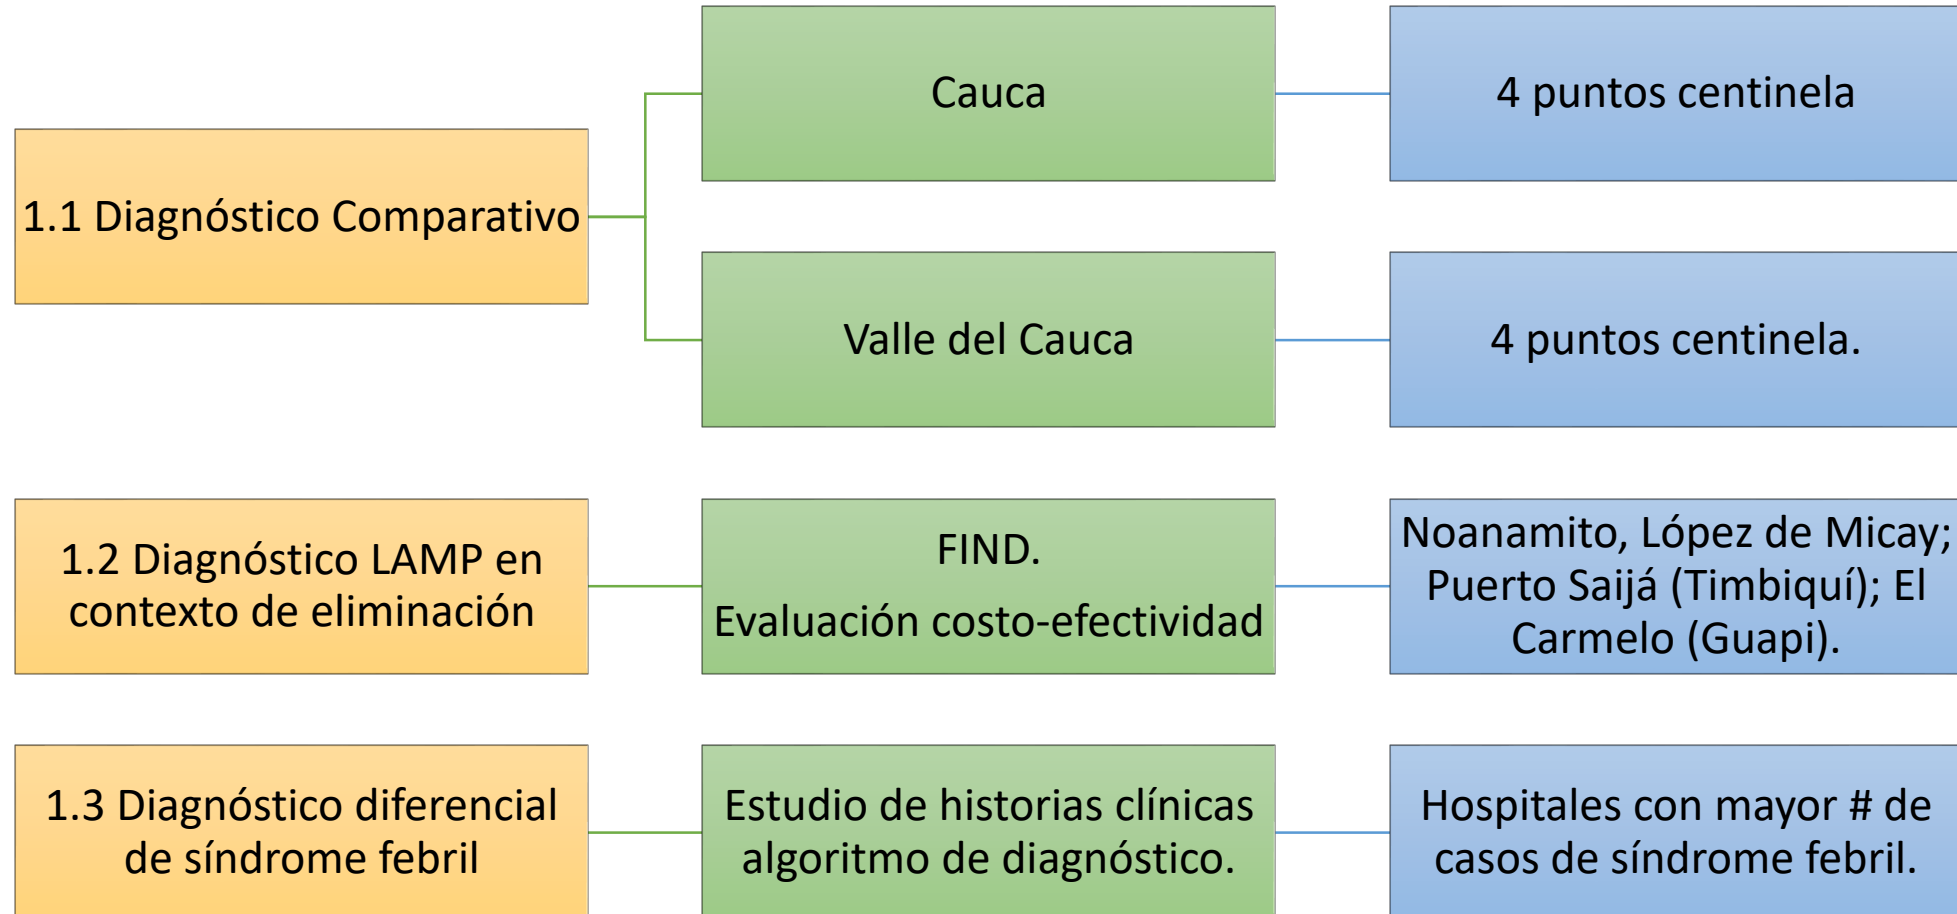 Cauca
4 puntos centinela
1.1 Diagnóstico Comparativo
Valle del Cauca
4 puntos centinela.
1.2 Diagnóstico LAMP en
contexto de eliminación
FIND.
Evaluación costo-efectividad
Noanamito, López de Micay;
Puerto Saijá (Timbiquí); El
Carmelo (Guapi).
1.3 Diagnóstico diferencial
de síndrome febril
Estudio de historias clínicas
algoritmo de diagnóstico.
Hospitales con mayor # de
casos de síndrome febril.